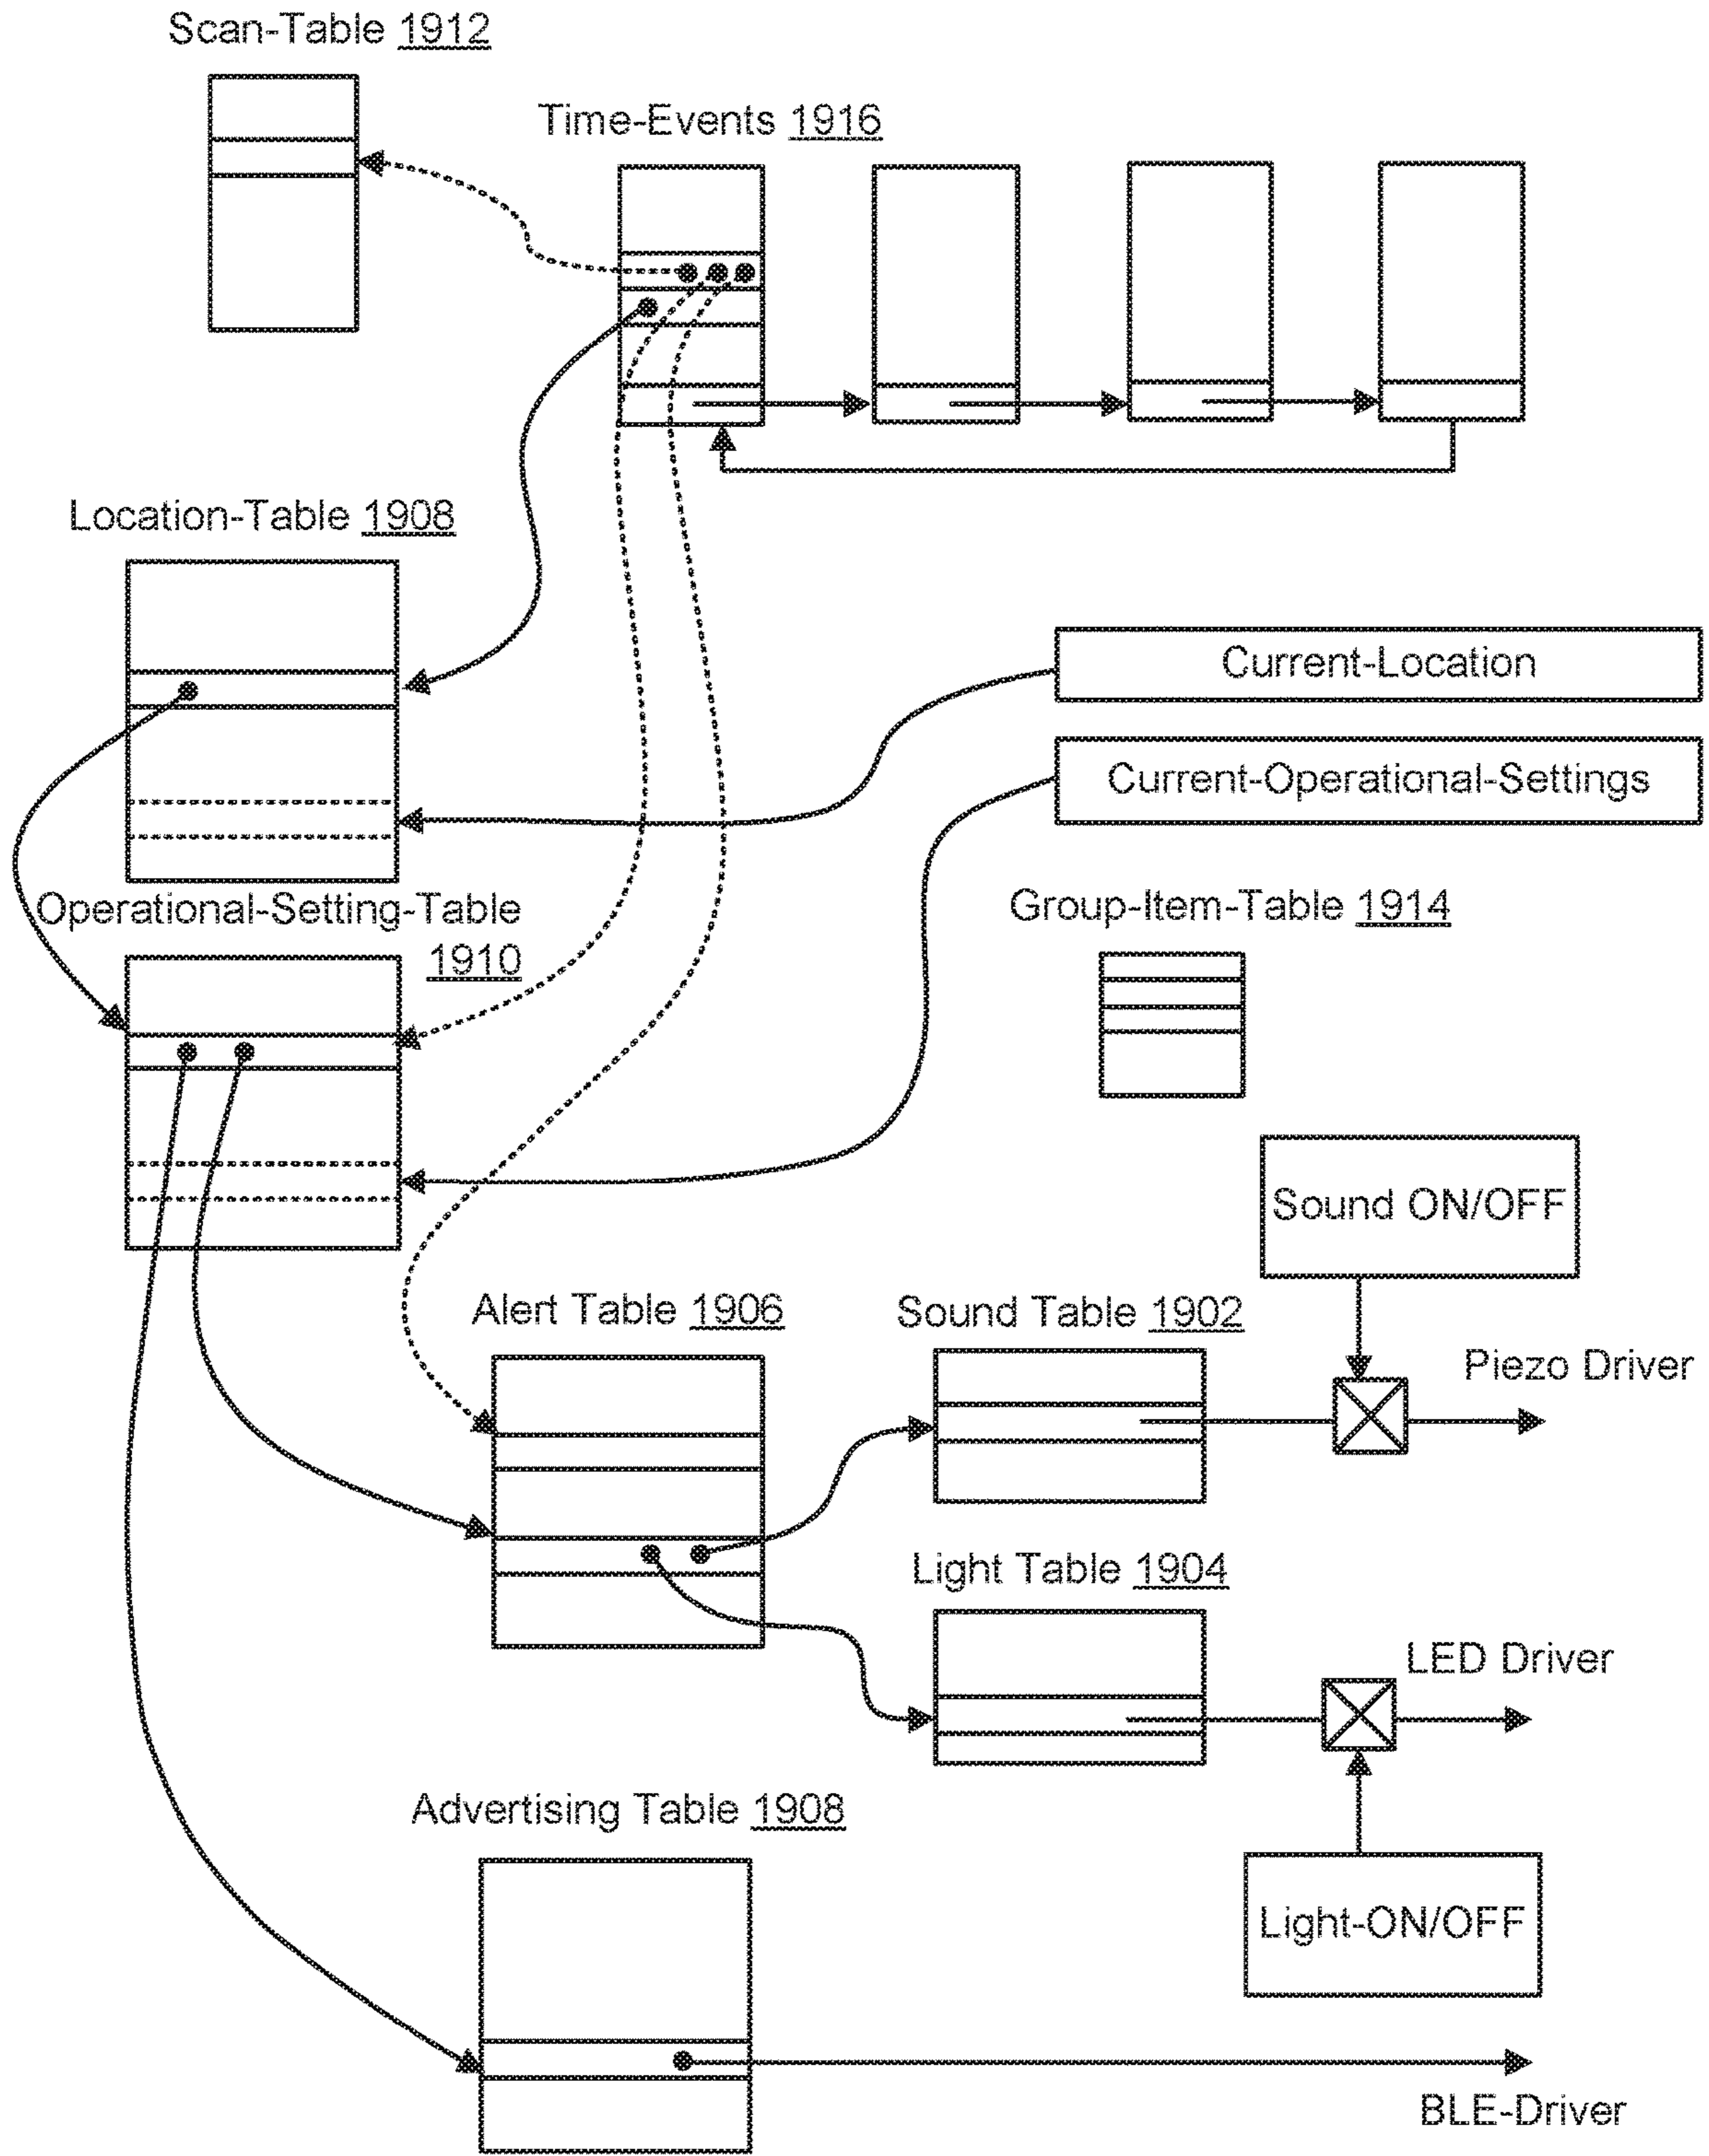 Scan-Table 1912
Time-Events 1916
Location-Table 1908
Current-Location
Current-Operational-Settings
Operational-Setting-Table
1910
Group-Item-Table 1914
Sound ON/OFF
Alert Table 1906
Sound Table 1902
Piezo Driver
Light Table 1904
LED Driver
Advertising Table 1908
Light-ON/OFF
BLE-Driver